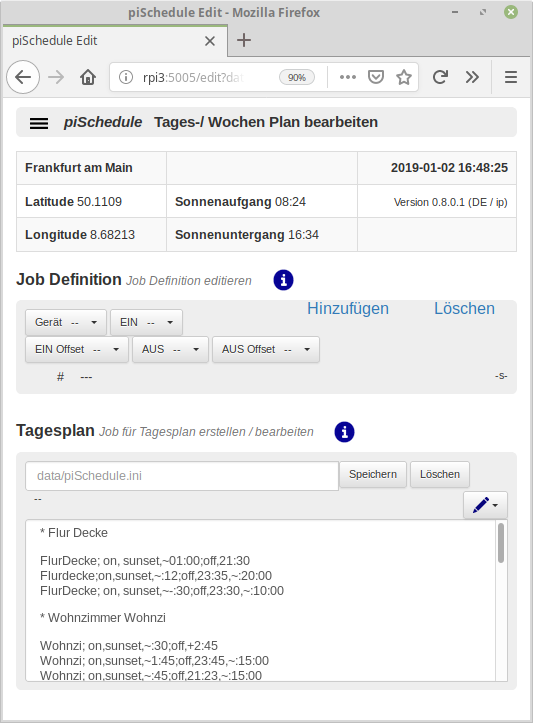 piSchedule Edit - Mozilla Firefox
piSchedule Edit
rpi3:5005/edit?da 90%
piSchedule Tages-/ Wochen Plan bearbeiten
Frankfurt am Main 2019-01-02 16:48:25
Latitude 50.1109 Sonnenaufgang 08:24 Version 0.8.0.1 (DE / ip)
Longitude 8.68213 Sonnenuntergang 16:34
Job Definition Job Definition editieren
Hinzufügen Löschen
Gerät -- EIN --
EIN Offset -- AUS -- AUS Offset --
# --- -s-
Tagesplan Job für Tagesplan erstellen / bearbeiten
data/piSchedule.ini Speichern Löschen
--
* Flur Decke
FlurDecke; on, sunset,~01:00;off,21:30
Flurdecke;on,sunset,~:12;off,23:35,~:20:00
FlurDecke; on, sunset,~-:30;off,23:30,~:10:00
* Wohnzimmer Wohnzi
Wohnzi; on,sunset,~:30;off,+2:45
Wohnzi; on,sunset,~1:45;off,23:45,~:15:00
Wohnzi; on,sunset,~:45;off,21:23,~:15:00